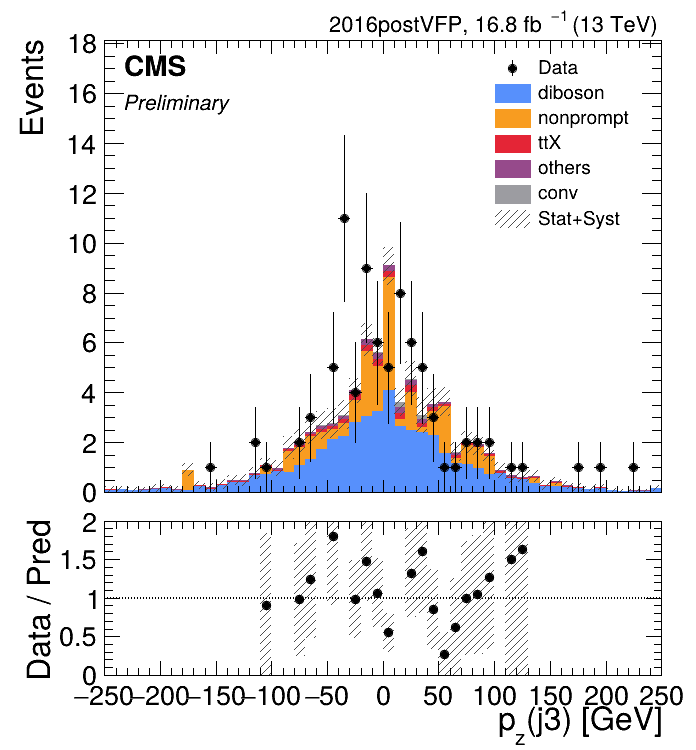 2016postVFP, 16.8 fb ⁻¹ (13 TeV)
CMS
Preliminary
Events
18
16
14
12
10
8
6
4
2
0
Data
diboson
nonprompt
ttX
others
conv
Stat+Syst
Data / Pred
2
1.5
1
0.5
0
−250 −200 −150 −100 −50 0 50 100 150 200 250
p_z(j3) [GeV]